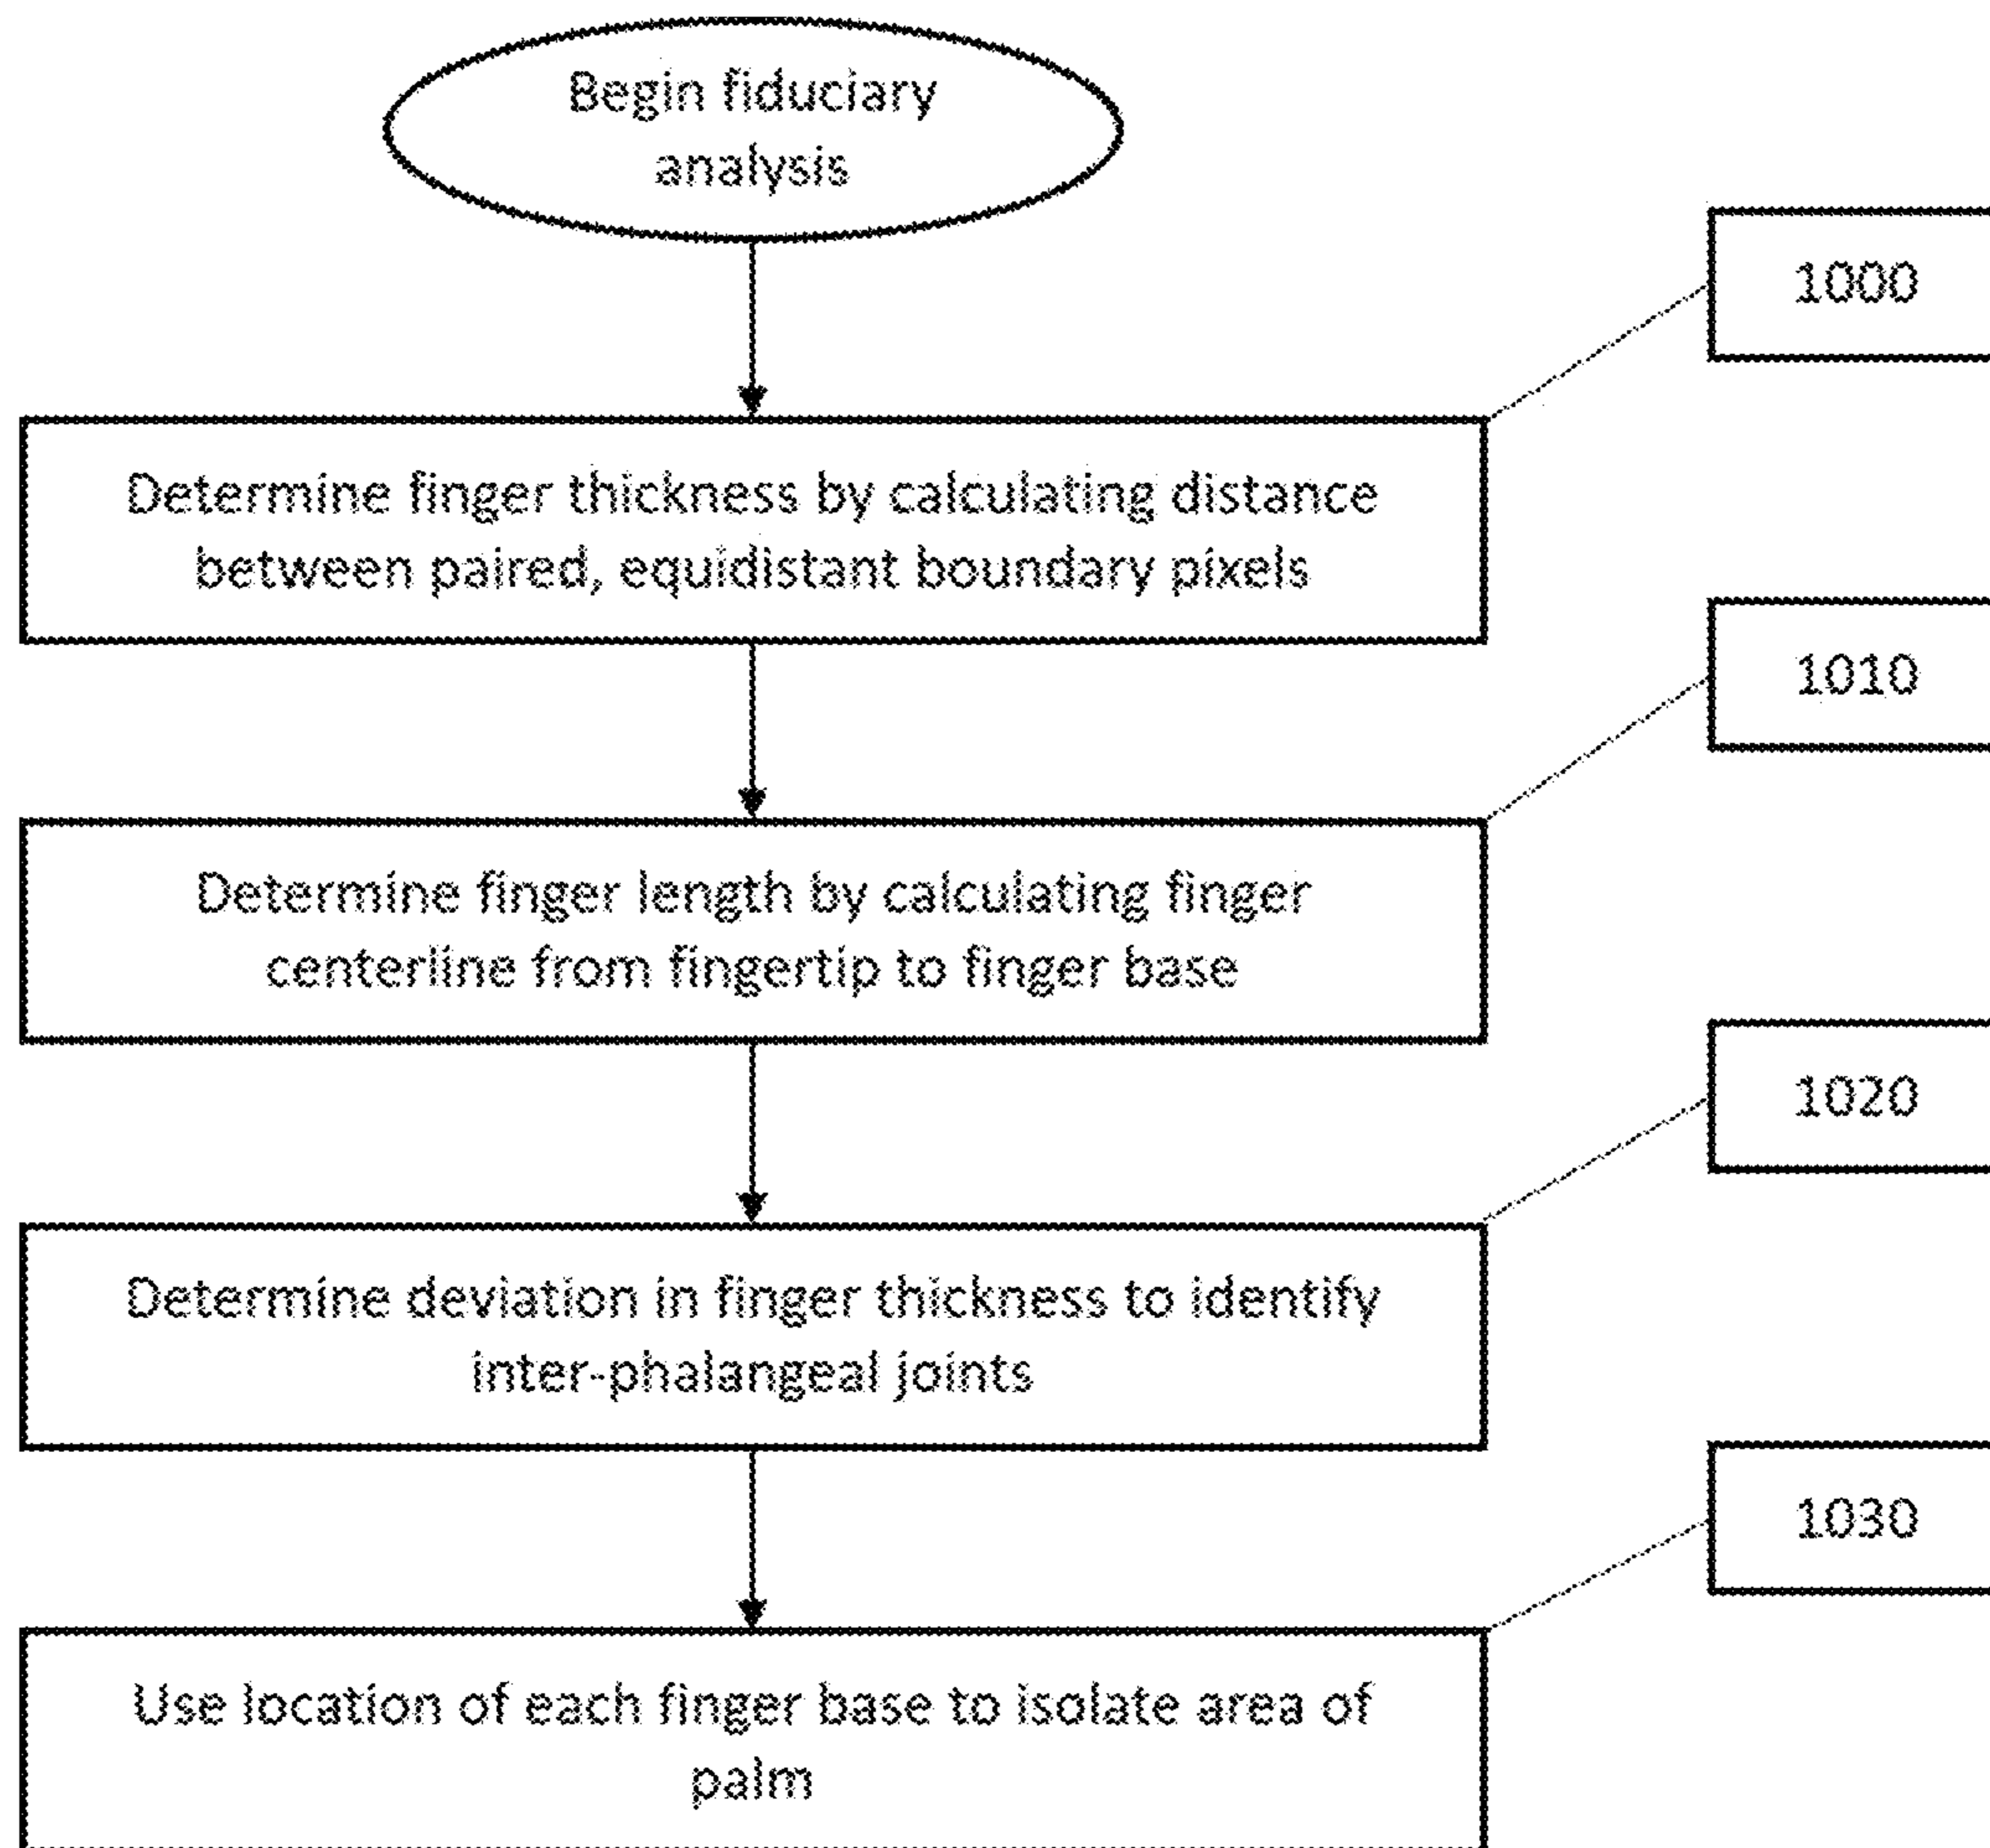 Begin fiduciary
analysis
1000
Determine finger thickness by calculating distance
between paired, equidistant boundary pixels
1010
Determine finger length by calculating finger
centerline from fingertip to finger base
1020
Determine deviation in finger thickness to identify
inter-phalangeal joints
1030
Use location of each finger base to isolate area of
palm